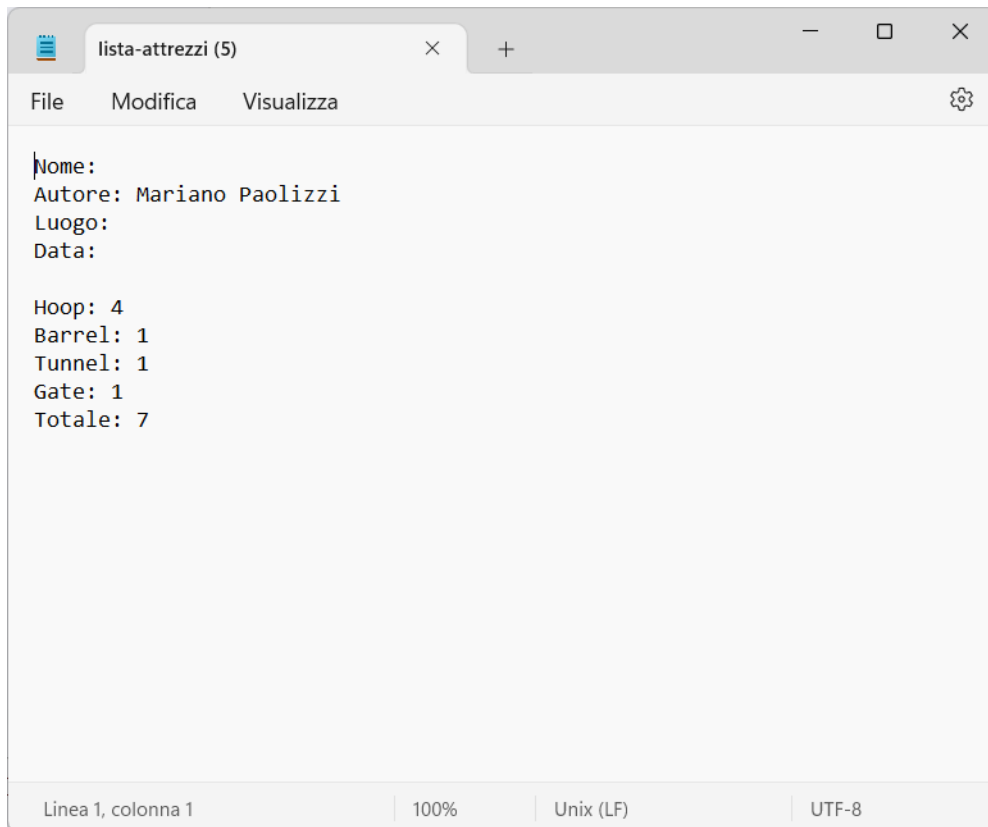 lista-attrezzi (5)
File Modifica Visualizza
Nome:
Autore: Mariano Paolizzi
Luogo:
Data:
Hoop: 4
Barrel: 1
Tunnel: 1
Gate: 1
Totale: 7
Linea 1, colonna 1 100% Unix (LF) UTF-8